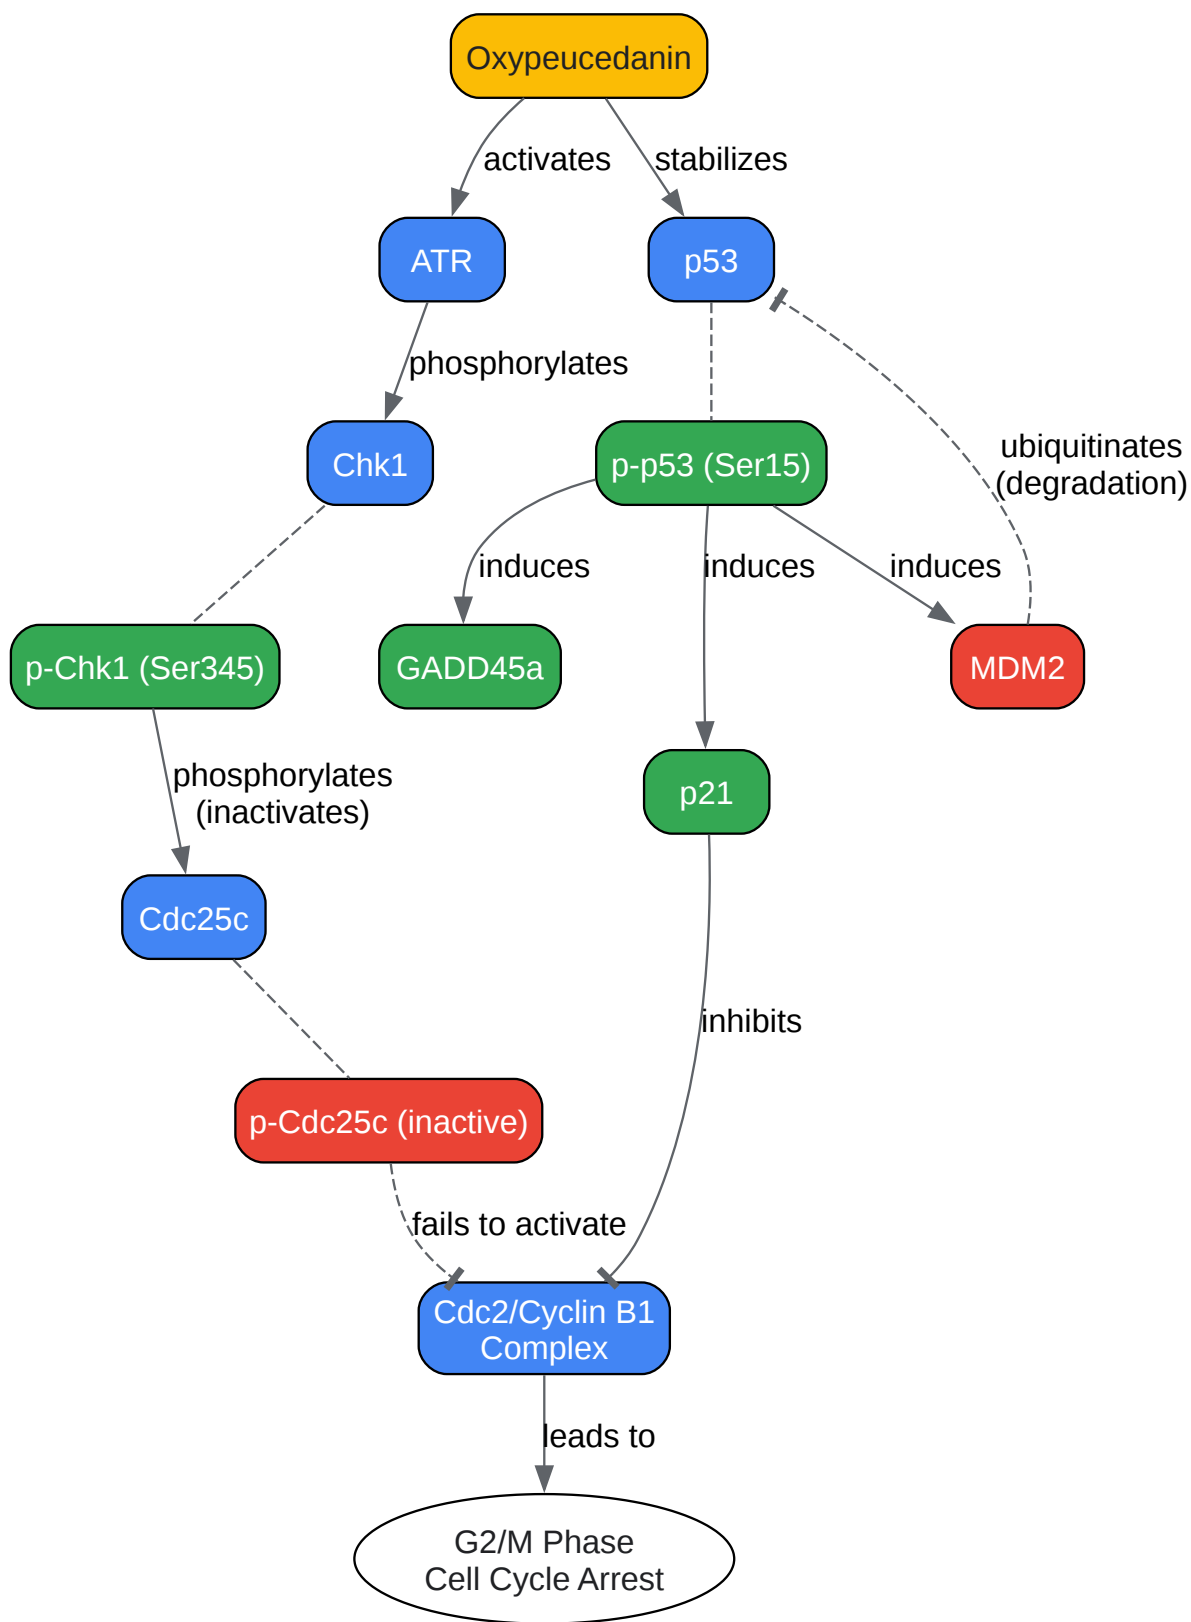 Oxypeucedanin
activates
stabilizes
ATR
p53
phosphorylates
Chk1
p-p53 (Ser15)
ubiquitinates
(degradation)
induces
induces
induces
p-Chk1 (Ser345)
GADD45a
MDM2
phosphorylates
(inactivates)
p21
Cdc25c
inhibits
p-Cdc25c (inactive)
fails to activate
Cdc2/Cyclin B1
Complex
leads to
G2/M Phase
Cell Cycle Arrest